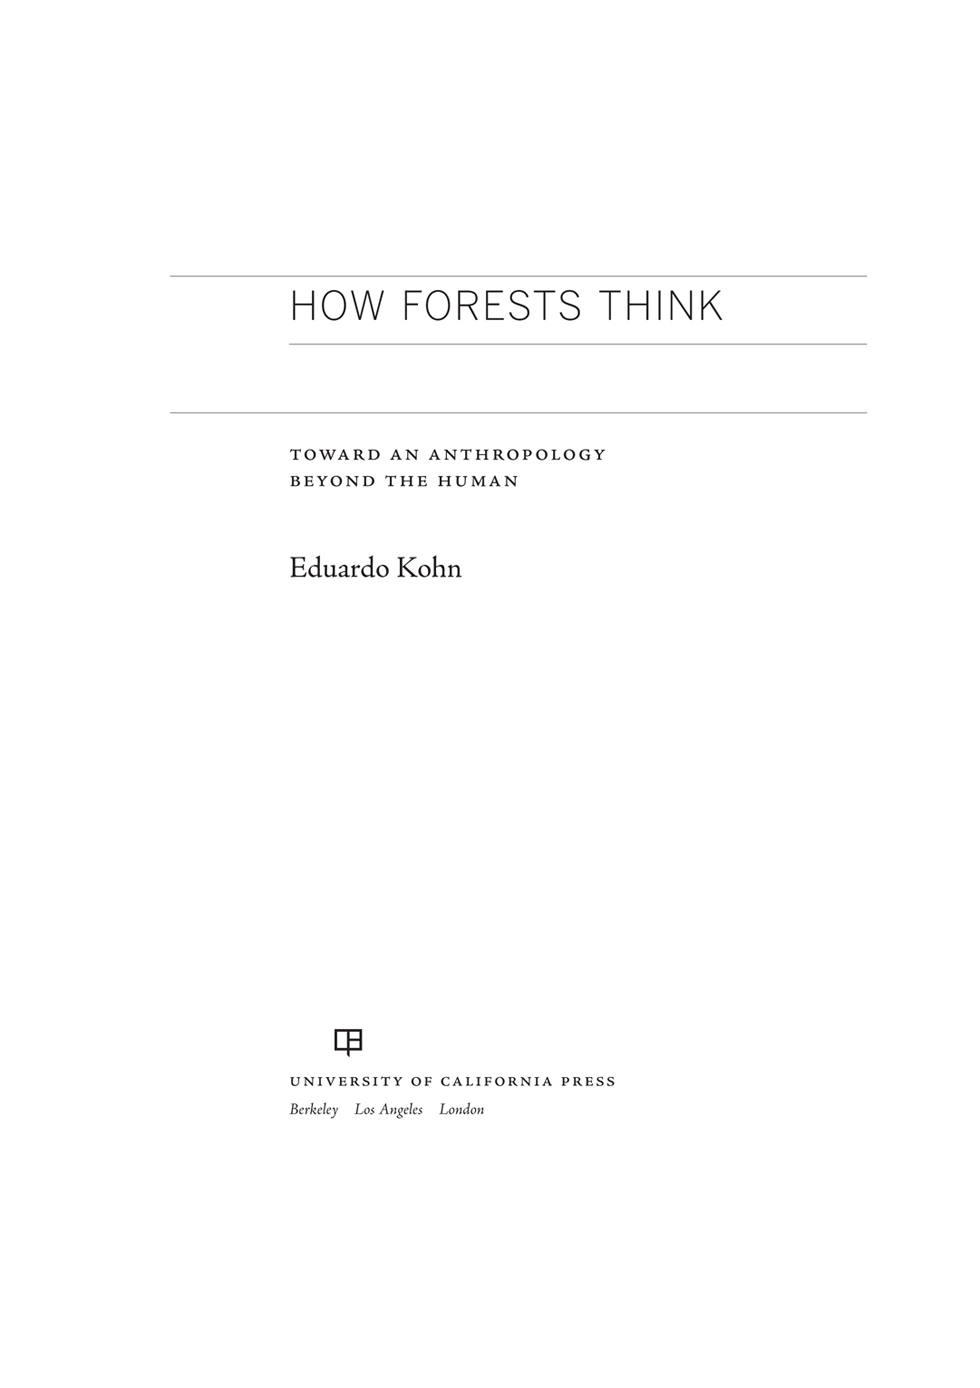 HOW FORESTS THINK
TOWARD AN ANTHROPOLOGY
BEYOND THE HUMAN
Eduardo Kohn
UNIVERSITY OF CALIFORNIA PRESS
Berkeley Los Angeles London